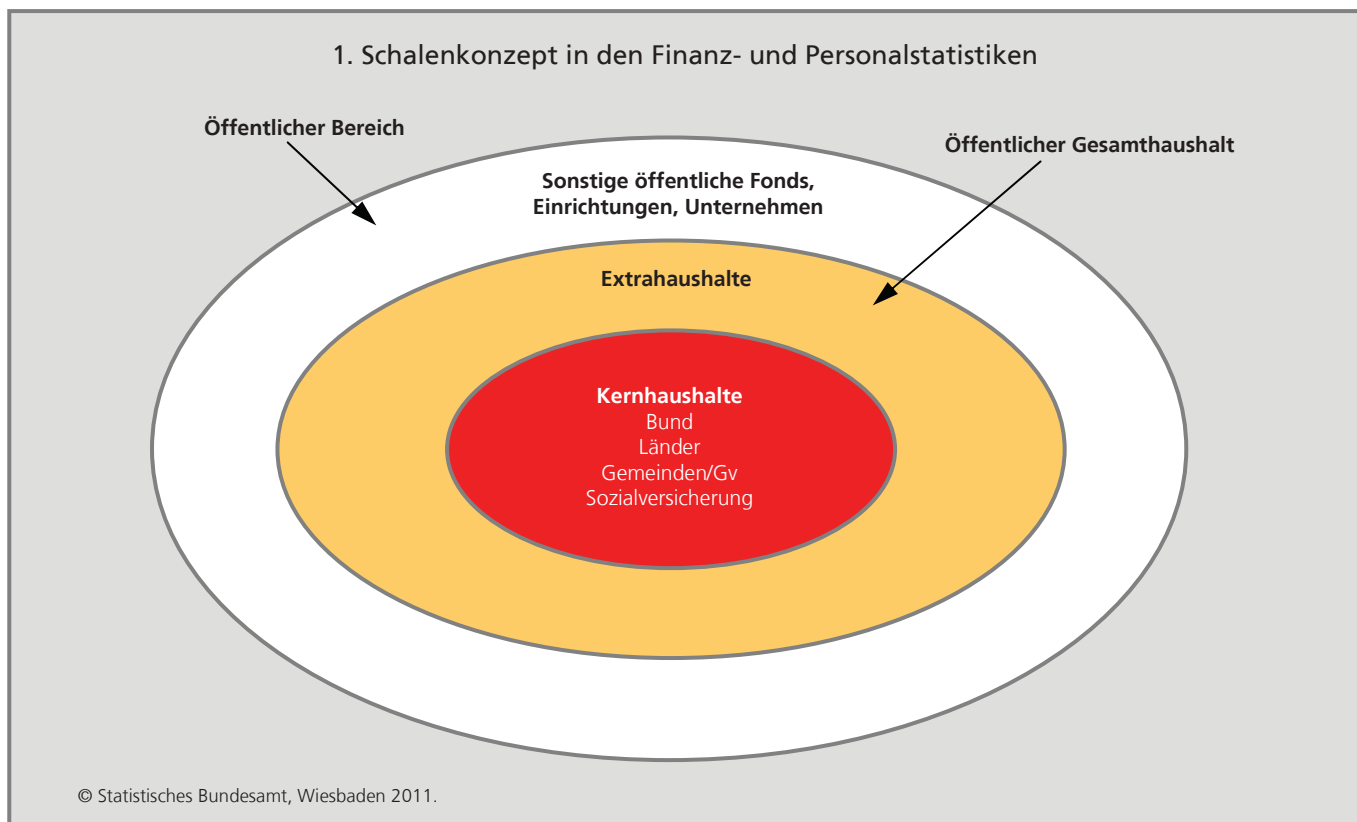 1. Schalenkonzept in den Finanz- und Personalstatistiken
Öffentlicher Bereich
Öffentlicher Gesamthaushalt
Sonstige öffentliche Fonds,
Einrichtungen, Unternehmen
Extrahaushalte
Kernhaushalte
Bund
Länder
Gemeinden/Gv
Sozialversicherung
© Statistisches Bundesamt, Wiesbaden 2011.